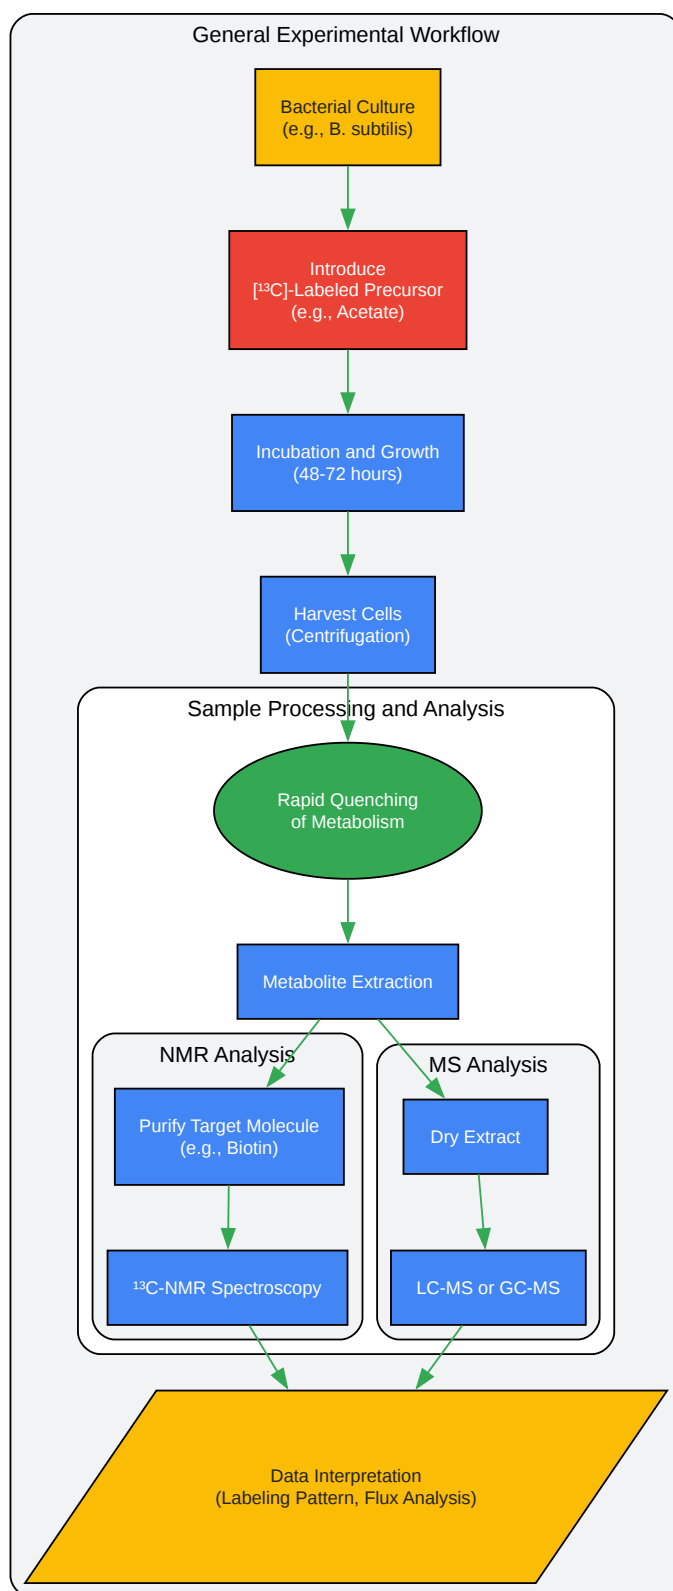 General Experimental Workflow
Bacterial Culture
(e.g., B. subtilis)
Introduce
[¹³C]-Labeled Precursor
(e.g., Acetate)
Incubation and Growth
(48-72 hours)
Harvest Cells
(Centrifugation)
Sample Processing and Analysis
Rapid Quenching
of Metabolism
Metabolite Extraction
NMR Analysis
Purify Target Molecule
(e.g., Biotin)
¹³C-NMR Spectroscopy
MS Analysis
Dry Extract
LC-MS or GC-MS
Data Interpretation
(Labeling Pattern, Flux Analysis)